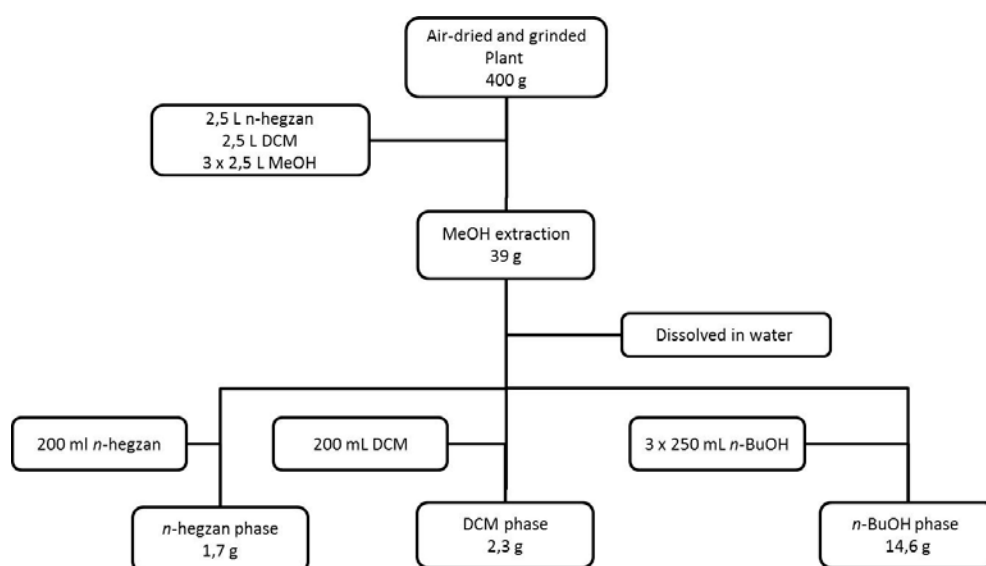 Air-dried and grinded
Plant
400 g
2,5 L n-hegzan
2,5 L DCM
3 x 2,5 L MeOH
MeOH extraction
39 g
Dissolved in water
200 ml n-hegzan
200 mL DCM
3 x 250 mL n-BuOH
n-hegzan phase
1,7 g
DCM phase
2,3 g
n-BuOH phase
14,6 g